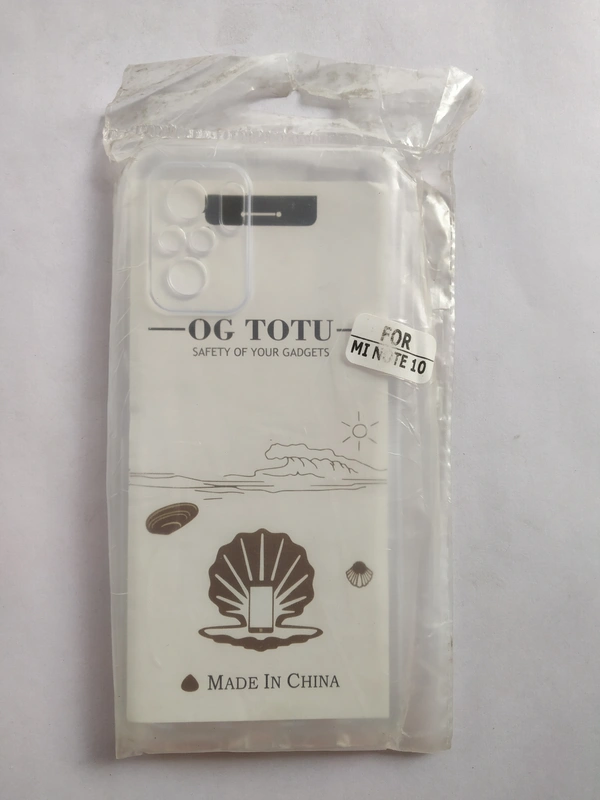 OG TOTU
SAFETY OF YOUR GADGETS
FOR
MI NOTE 10
MADE IN CHINA